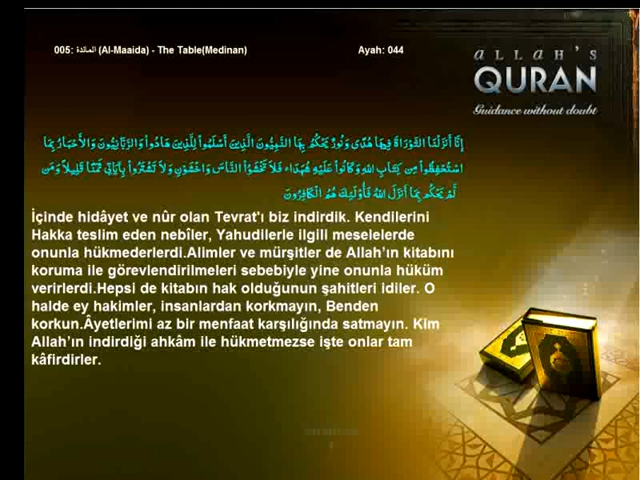 005: المائدة (Al-Maaida) - The Table(Medinan) Ayah: 044
ALLAH'S
QURAN
Guidance without doubt
إِنَّا أَنزَلْنَا التَّوْرَاةَ فِيهَا هُدًى وَنُورٌ يَحْكُمُ بِهَا النَّبِيُّونَ الَّذِينَ أَسْلَمُواْ لِلَّذِينَ هَادُواْ وَالرَّبَّانِيُّونَ وَالأَحْبَارُ بِمَا
اسْتُحْفِظُواْ مِن كِتَابِ اللّهِ وَكَانُواْ عَلَيْهِ شُهَدَاء فَلاَ تَخْشَوُاْ النَّاسَ وَاخْشَوْنِ وَلاَ تَشْتَرُواْ بِآيَاتِي ثَمَنًا قَلِيلاً وَمَن
لَّمْ يَحْكُم بِمَا أَنزَلَ اللّهُ فَأُوْلَئِكَ هُمُ الْكَافِرُونَ
İçinde hidâyet ve nûr olan Tevrat'ı biz indirdik. Kendilerini
Hakka teslim eden nebîler, Yahudilerle ilgili meselelerde
onunla hükmederlerdi.Alimler ve mürşitler de Allah'ın kitabını
koruma ile görevlendirilmeleri sebebiyle yine onunla hüküm
verirlerdi.Hepsi de kitabın hak olduğunun şahitleri idiler. O
halde ey hakimler, insanlardan korkmayın, Benden
korkun.Âyetlerimi az bir menfaat karşılığında satmayın. Kim
Allah'ın indirdiği ahkâm ile hükmetmezse işte onlar tam
kâfirdirler.